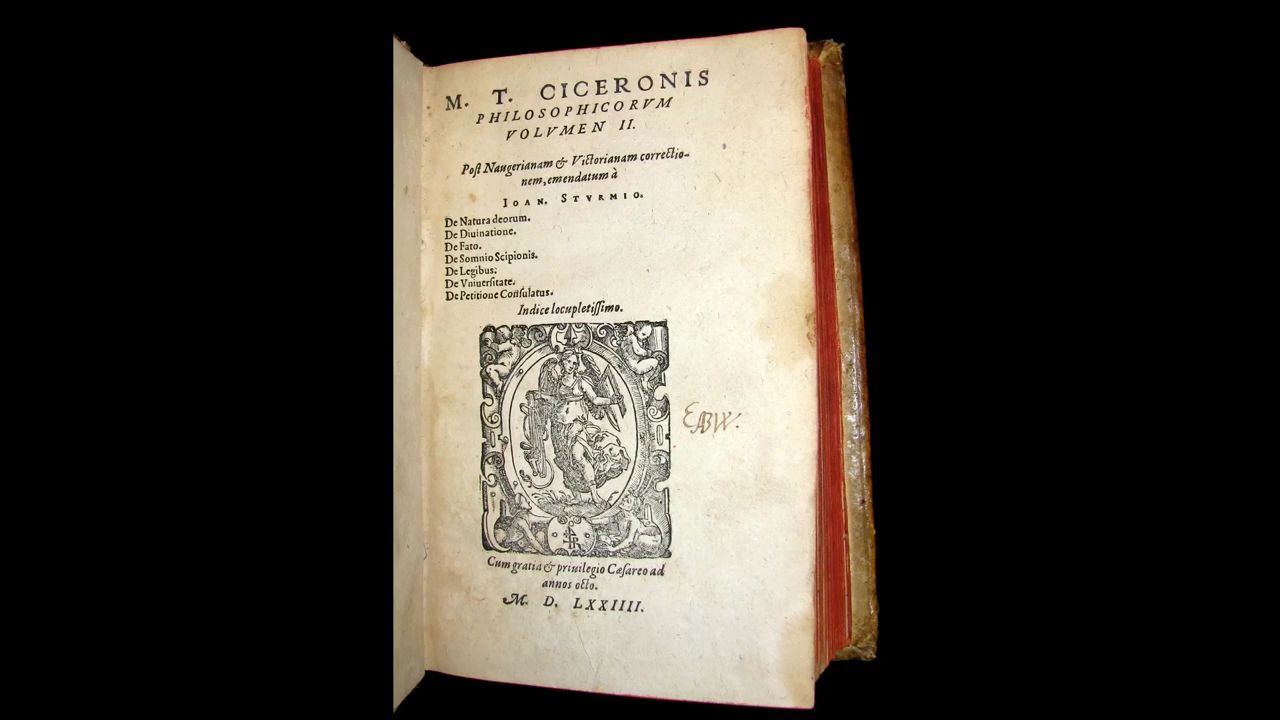 M. T. CICERONIS
PHILOSOPHICORVM
VOLVMEN II.
Poſt Naugerianam & Victorianam correctio-
nem, emendatum à
IOAN. STVRMIO.
De Natura deorum.
De Diuinatione.
De Fato.
De Somnio Scipionis.
De Legibus.
De Vniuerſitate.
De Petitione Conſulatus.
Indice locupletiſſimo.
Cum gratia & priuilegio Cæſareo ad
annos octo.
M. D. LXXIIII.